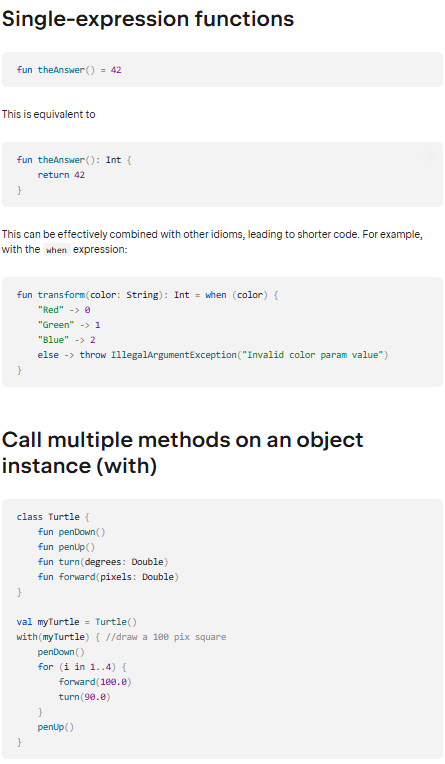 Single-expression functions
fun theAnswer() = 42
This is equivalent to
fun theAnswer(): Int {
    return 42
}
This can be effectively combined with other idioms, leading to shorter code. For example,
with the when expression:
fun transform(color: String): Int = when (color) {
    "Red" -> 0
    "Green" -> 1
    "Blue" -> 2
    else -> throw IllegalArgumentException("Invalid color param value")
}
Call multiple methods on an object
instance (with)
class Turtle {
    fun penDown()
    fun penUp()
    fun turn(degrees: Double)
    fun forward(pixels: Double)
}
val myTurtle = Turtle()
with(myTurtle) { //draw a 100 pix square
    penDown()
    for (i in 1..4) {
        forward(100.0)
        turn(90.0)
    }
    penUp()
}